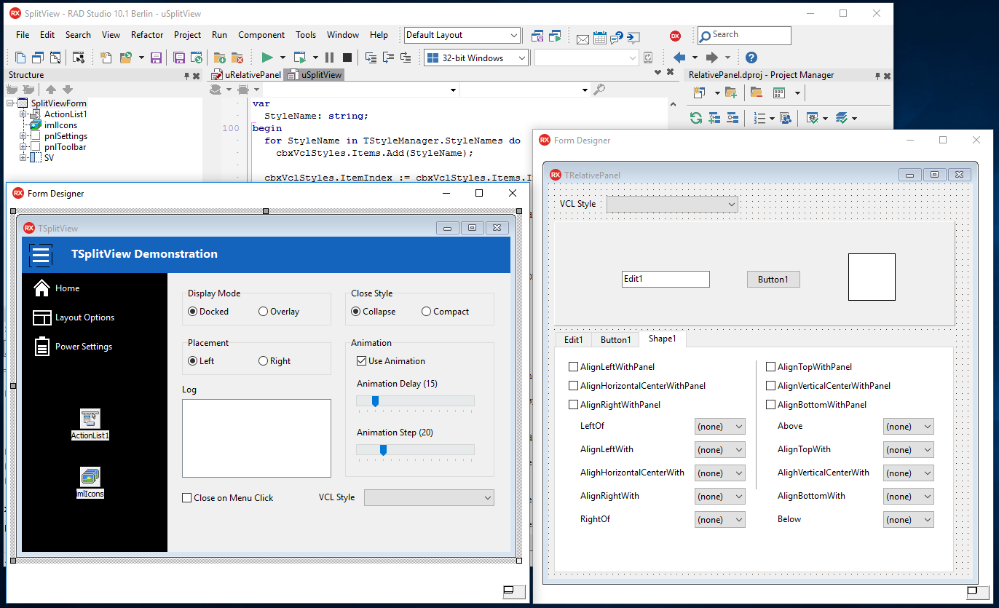 RX SplitView - RAD Studio 10.1 Berlin - uSplitView
File Edit Search View Refactor Project Run Component Tools Window Help Default Layout DX Search
32-bit Windows
Structure
uRelativePanel uSplitView
RelativePanel.dproj - Project Manager
SplitViewForm
ActionList1
imlIcons
pnlSettings
pnlToolbar
SV
var
StyleName: string;
100 begin
for StyleName in TStyleManager.StyleNames do
cbxVclStyles.Items.Add(StyleName);
cbxVclStyles.ItemIndex := cbxVclStyles.Items.I
RX Form Designer
RX TSplitView
TSplitView Demonstration
Home
Layout Options
Power Settings
ActionList1
imlIcons
Display Mode
Docked Overlay
Close Style
Collapse Compact
Placement
Left Right
Animation
Use Animation
Animation Delay (15)
Animation Step (20)
Log
Close on Menu Click
VCL Style
RX Form Designer
RX TRelativePanel
VCL Style
Edit1
Button1
Edit1 Button1 Shape1
AlignLeftWithPanel
AlignHorizontalCenterWithPanel
AlignRightWithPanel
LeftOf (none)
AlignLeftWith (none)
AlighHorizontalCenterWith (none)
AlignRightWith (none)
RightOf (none)
AlignTopWithPanel
AlignVerticalCenterWithPanel
AlignBottomWithPanel
Above (none)
AlignTopWith (none)
AlighVerticalCenterWith (none)
AlignBottomWith (none)
Below (none)